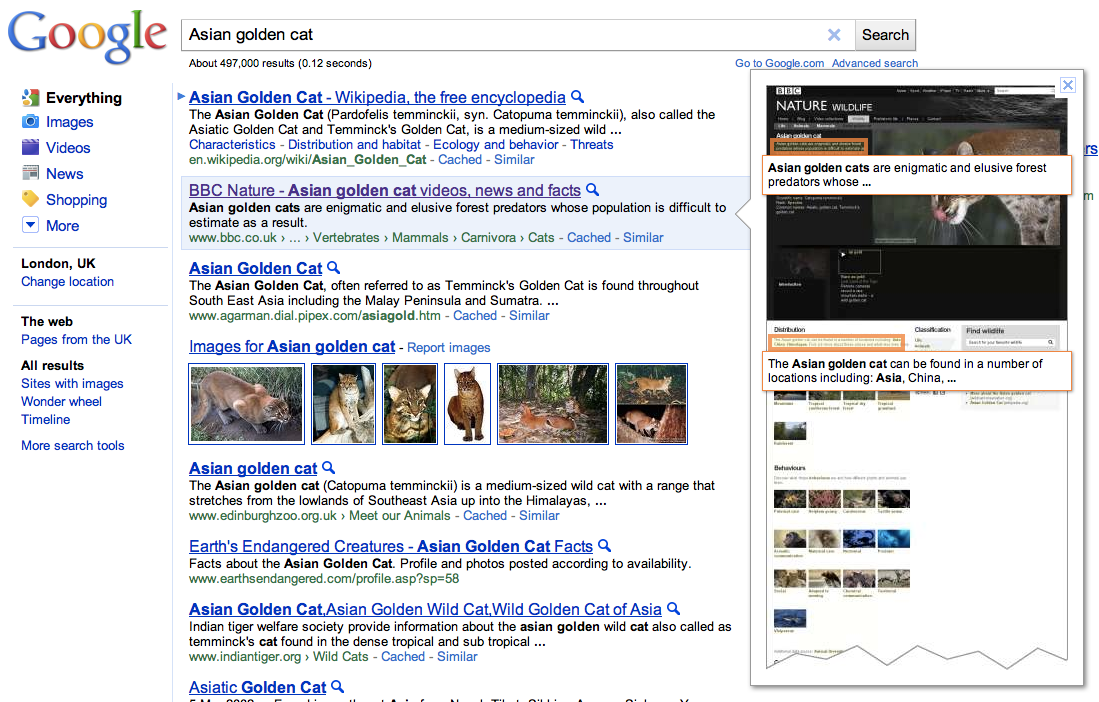 Google
Asian golden cat
Search
About 497,000 results (0.12 seconds)
Go to Google.com Advanced search
Everything
Images
Videos
News
Shopping
More
London, UK
Change location
The web
Pages from the UK
All results
Sites with images
Wonder wheel
Timeline
More search tools
Asian Golden Cat - Wikipedia, the free encyclopedia
The Asian Golden Cat (Pardofelis temminckii, syn. Catopuma temminckii), also called the
Asiatic Golden Cat and Temminck's Golden Cat, is a medium-sized wild ...
Characteristics - Distribution and habitat - Ecology and behavior - Threats
en.wikipedia.org/wiki/Asian_Golden_Cat - Cached - Similar
BBC Nature - Asian golden cat videos, news and facts
Asian golden cats are enigmatic and elusive forest predators whose population is difficult to
estimate as a result.
www.bbc.co.uk › ... › Vertebrates › Mammals › Carnivora › Cats - Cached - Similar
Asian Golden Cat
The Asian Golden Cat, often referred to as Temminck's Golden Cat is found throughout
South East Asia including the Malay Peninsula and Sumatra. ...
www.agarman.dial.pipex.com/asiagold.htm - Cached - Similar
Images for Asian golden cat - Report images
Asian golden cat
The Asian golden cat (Catopuma temminckii) is a medium-sized wild cat with a range that
stretches from the lowlands of Southeast Asia up into the Himalayas, ...
www.edinburghzoo.org.uk › Meet our Animals - Cached - Similar
Earth's Endangered Creatures - Asian Golden Cat Facts
Facts about the Asian Golden Cat. Profile and photos posted according to availability.
www.earthsendangered.com/profile.asp?sp=58
Asian Golden Cat,Asian Golden Wild Cat,Wild Golden Cat of Asia
Indian tiger welfare society provide information about the asian golden wild cat also called as
temminck's cat found in the dense tropical and sub tropical ...
www.indiantiger.org › Wild Cats - Cached - Similar
Asiatic Golden Cat
BBC
NATURE WILDLIFE
Asian golden cat
Asian golden cats are enigmatic and elusive forest
predators whose ...
Introduction
Distribution
Classification
Find wildlife
The Asian golden cat can be found in a number of
locations including: Asia, China, ...
Behaviours